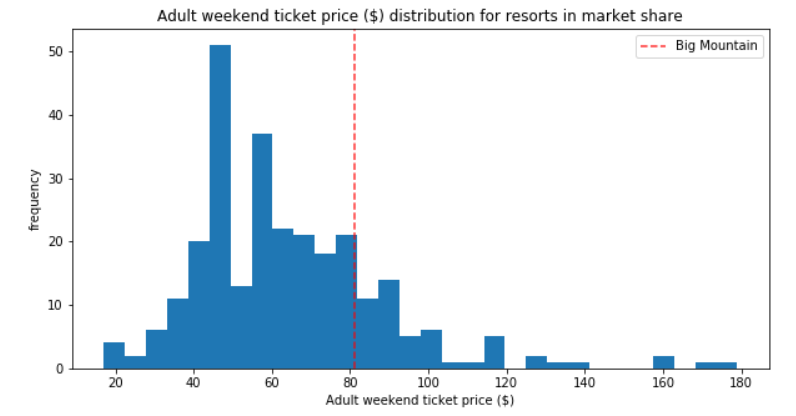 Adult weekend ticket price ($) distribution for resorts in market share
Big Mountain
frequency
50
40
30
20
10
0
20 40 60 80 100 120 140 160 180
Adult weekend ticket price ($)